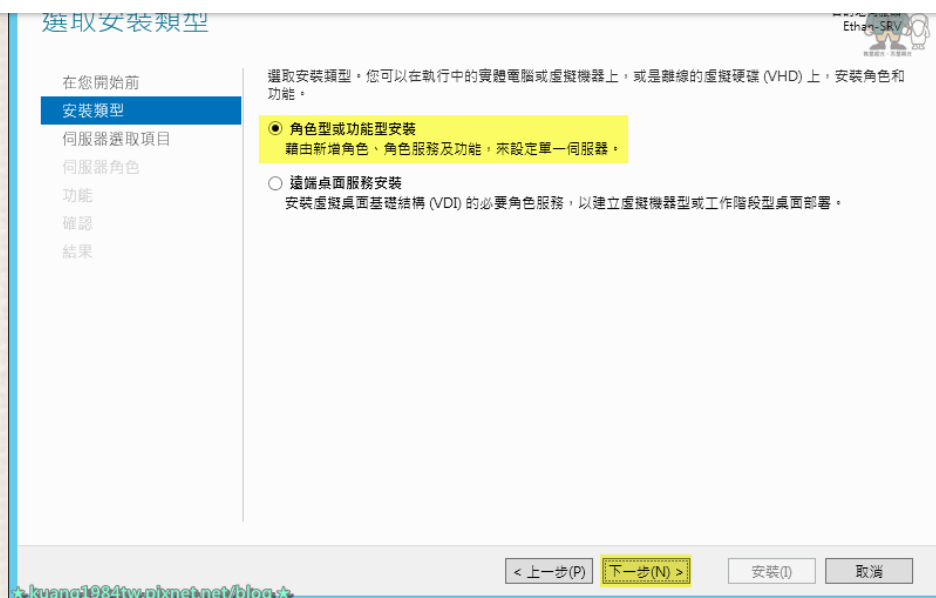 選取安裝類型
Ethan-SRV
在您開始前
安裝類型
伺服器選取項目
伺服器角色
功能
確認
結果
選取安裝類型。您可以在執行中的實體電腦或虛擬機器上，或是離線的虛擬硬碟 (VHD) 上，安裝角色和
功能。
角色型或功能型安裝
藉由新增角色、角色服務及功能，來設定單一伺服器。
遠端桌面服務安裝
安裝虛擬桌面基礎結構 (VDI) 的必要角色服務，以建立虛擬機器型或工作階段型桌面部署。
< 上一步(P)
下一步(N) >
安裝(I)
取消
★ kuang1984tw.pixnet.net/blog ★